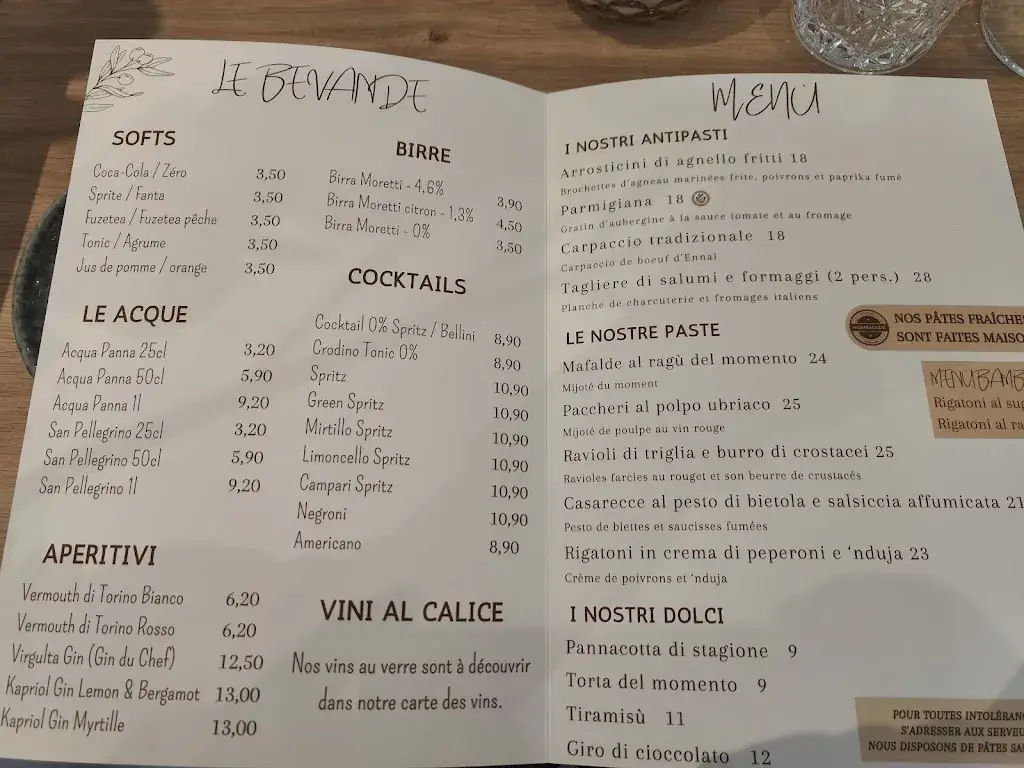 LE BEVANDE
SOFTS
Coca-Cola / Zéro 3,50
Sprite / Fanta 3,50
Fuzetea / Fuzetea pêche 3,50
Tonic / Agrume 3,50
Jus de pomme / orange 3,50
LE ACQUE
Acqua Panna 25cl 3,20
Acqua Panna 50cl 5,90
Acqua Panna 1l 9,20
San Pellegrino 25cl 3,20
San Pellegrino 50cl 5,90
San Pellegrino 1l 9,20
APERITIVI
Vermouth di Torino Bianco 6,20
Vermouth di Torino Rosso 6,20
Virgulta Gin (Gin du Chef) 12,50
Kapriol Gin Lemon & Bergamot 13,00
Kapriol Gin Myrtille 13,00
BIRRE
Birra Moretti - 4,6% 3,90
Birra Moretti citron - 1,3% 4,50
Birra Moretti - 0% 3,50
COCKTAILS
Cocktail 0% Spritz / Bellini 8,90
Crodino Tonic 0% 8,90
Spritz 10,90
Green Spritz 10,90
Mirtillo Spritz 10,90
Limoncello Spritz 10,90
Campari Spritz 10,90
Negroni 10,90
Americano 8,90
VINI AL CALICE
Nos vins au verre sont à découvrir
dans notre carte des vins.
MENU
I NOSTRI ANTIPASTI
Arrosticini di agnello fritti 18
Brochettes d'agneau marinées frite, poivrons et paprika fumé
Parmigiana 18
Gratin d'aubergine à la sauce tomate et au fromage
Carpaccio tradizionale 18
Carpaccio de boeuf d'Ennal
Tagliere di salumi e formaggi (2 pers.) 28
Planche de charcuterie et fromages italiens
LE NOSTRE PASTE
Mafalde al ragù del momento 24
Mijoté du moment
Paccheri al polpo ubriaco 25
Mijoté de poulpe au vin rouge
Ravioli di triglia e burro di crostacei 25
Ravioles farcies au rouget et son beurre de crustacés
Casarecce al pesto di bietola e salsiccia affumicata 21
Pesto de blettes et saucisses fumées
Rigatoni in crema di peperoni e 'nduja 23
Crème de poivrons et 'nduja
I NOSTRI DOLCI
Pannacotta di stagione 9
Torta del momento 9
Tiramisù 11
Giro di cioccolato 12
HOMEMADE
NOS PÂTES FRAÎCHES
SONT FAITES MAISO
MENU BAMB
Rigatoni al sug
Rigatoni al ra
POUR TOUTES INTOLÉRAN
S'ADRESSER AUX SERVEU
NOUS DISPOSONS DE PÂTES SA